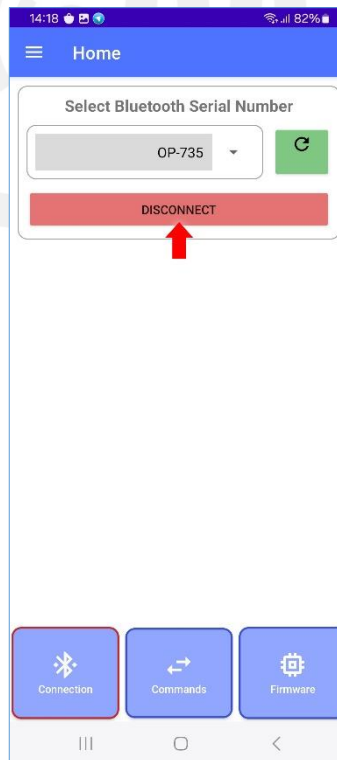 14:18 82%
Home
Select Bluetooth Serial Number
OP-735
DISCONNECT
Connection
Commands
Firmware